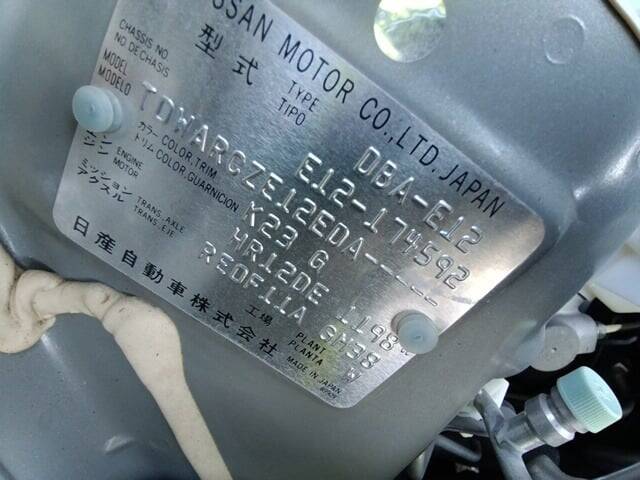 SSAN MOTOR CO.,LTD.JAPAN
型式 TYPE TIPO DBA-E12
CHASSIS NO NO DE CHASIS E12-174592
MODEL MODELO TDWARCZE12EDA-----
カラー トリム COLOR,TRIM COLOR,GUARNICION K23 G
ジン ENGINE MOTOR HR12DE 1198cc
ミッション アクスル TRANS.,AXLE TRANS.,EJE RE0F11A GM38
工場 PLANT PLANTA W
日産自動車株式会社 MADE IN JAPAN